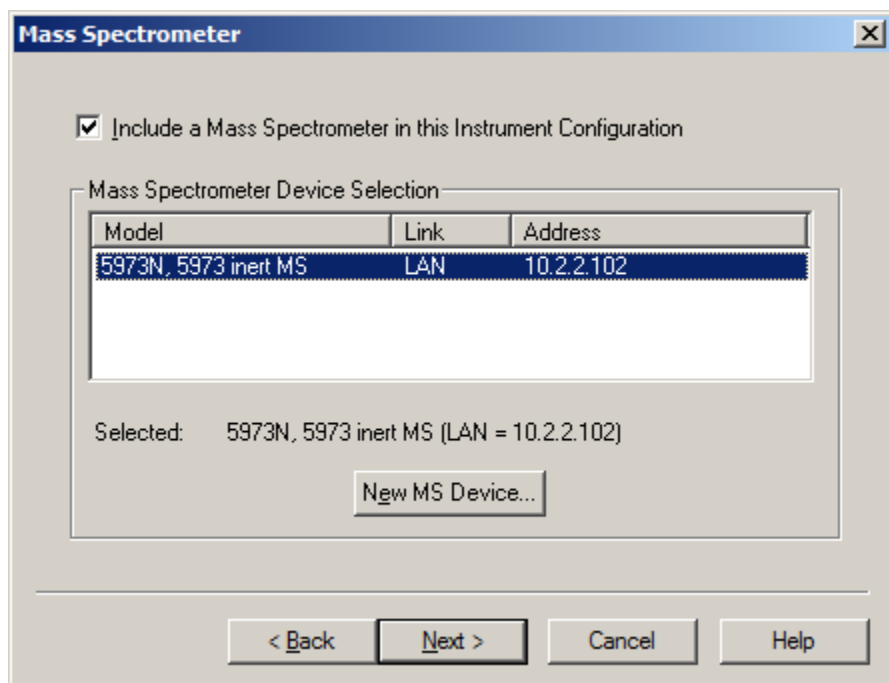 Mass Spectrometer
Include a Mass Spectrometer in this Instrument Configuration
Mass Spectrometer Device Selection
Model Link Address
5973N, 5973 inert MS LAN 10.2.2.102
Selected: 5973N, 5973 inert MS (LAN = 10.2.2.102)
New MS Device...
< Back Next > Cancel Help